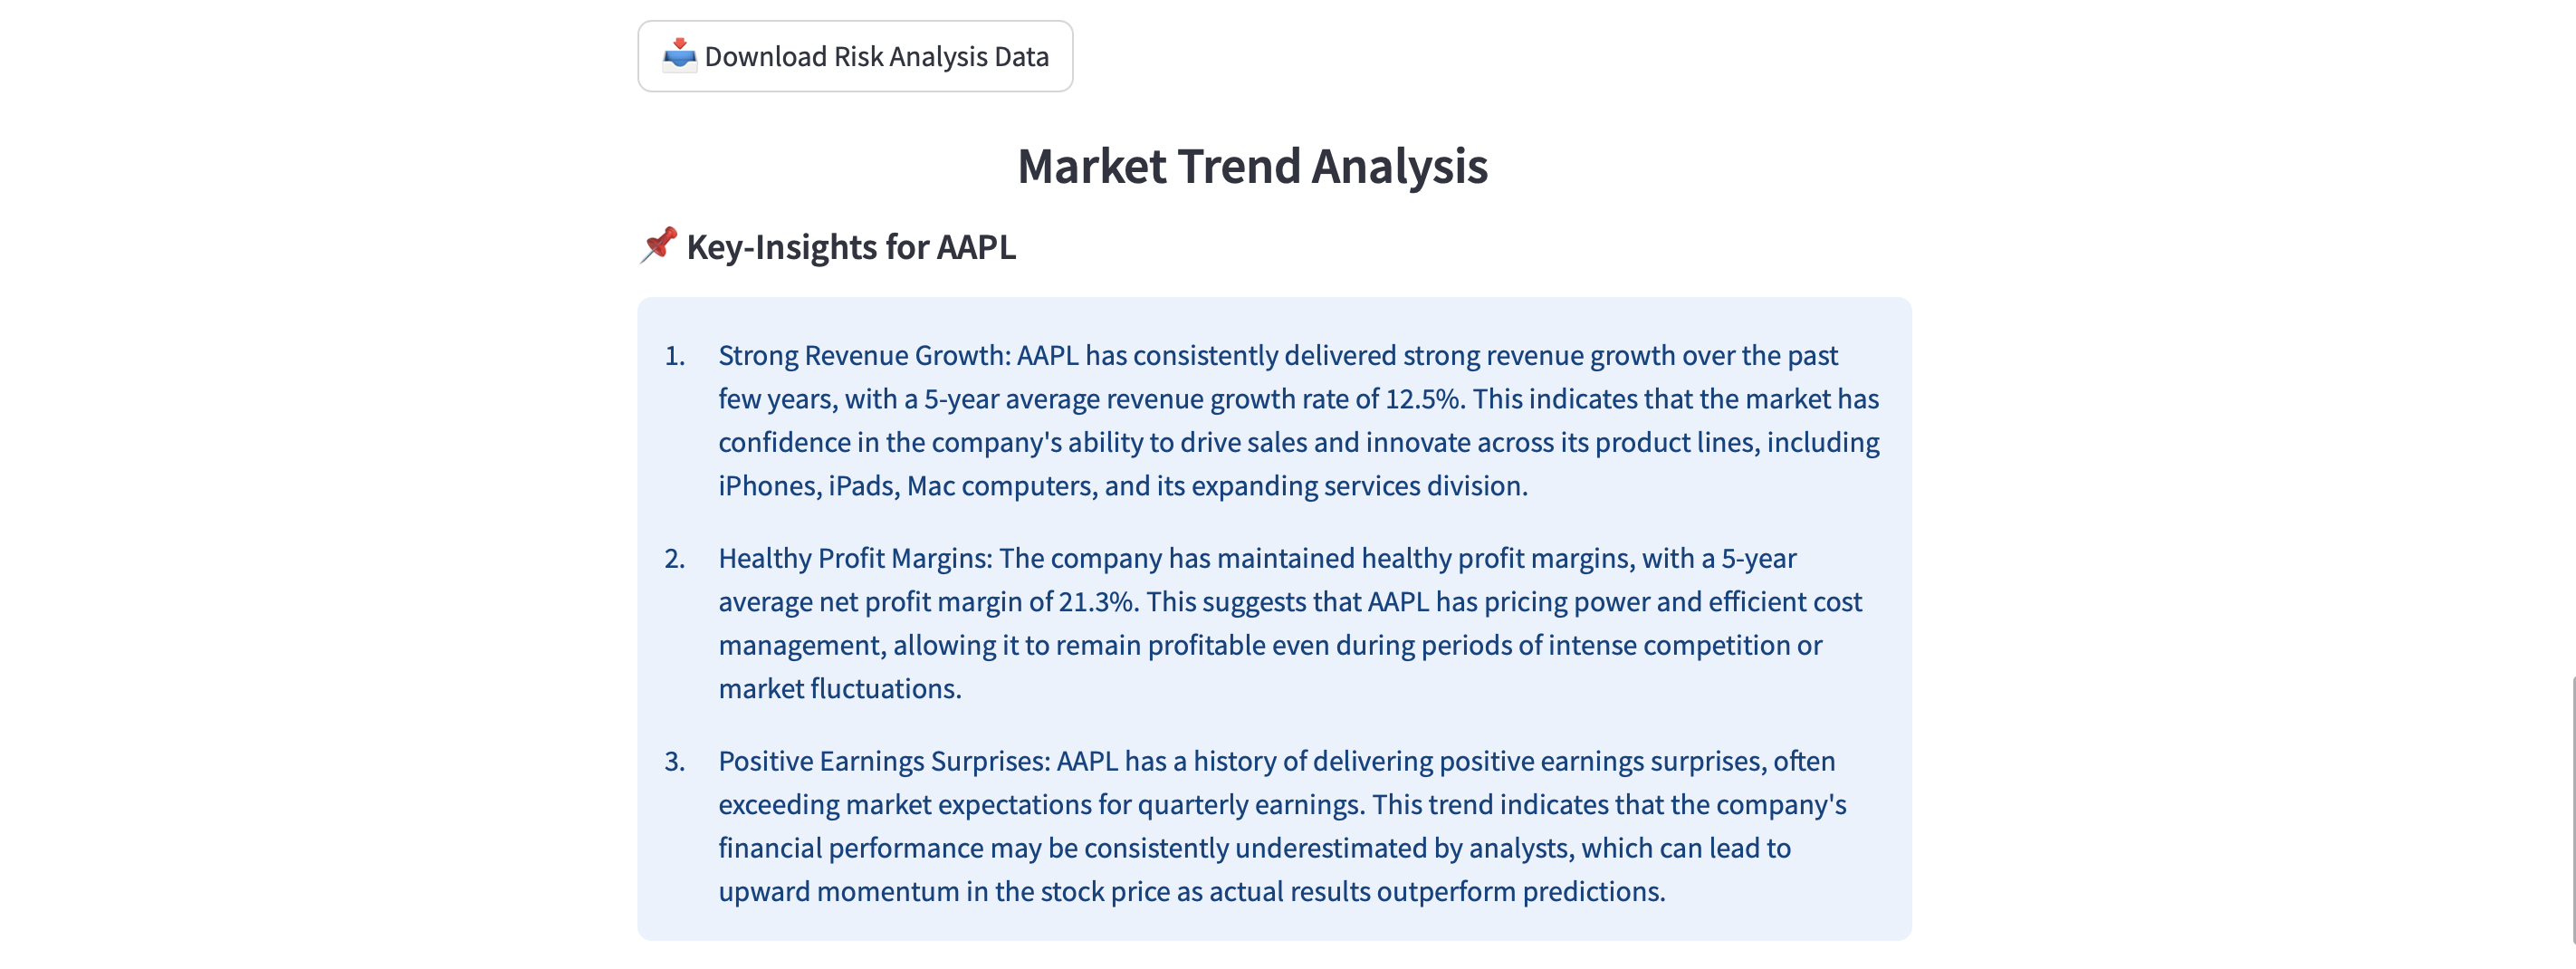 Download Risk Analysis Data
Market Trend Analysis
Key-Insights for AAPL
1. Strong Revenue Growth: AAPL has consistently delivered strong revenue growth over the past
few years, with a 5-year average revenue growth rate of 12.5%. This indicates that the market has
confidence in the company's ability to drive sales and innovate across its product lines, including
iPhones, iPads, Mac computers, and its expanding services division.
2. Healthy Profit Margins: The company has maintained healthy profit margins, with a 5-year
average net profit margin of 21.3%. This suggests that AAPL has pricing power and efficient cost
management, allowing it to remain profitable even during periods of intense competition or
market fluctuations.
3. Positive Earnings Surprises: AAPL has a history of delivering positive earnings surprises, often
exceeding market expectations for quarterly earnings. This trend indicates that the company's
financial performance may be consistently underestimated by analysts, which can lead to
upward momentum in the stock price as actual results outperform predictions.